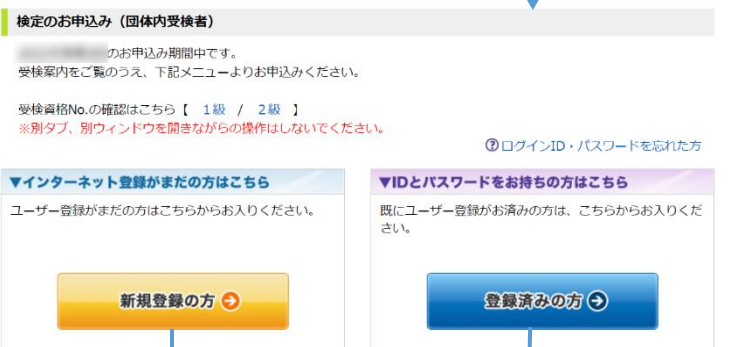 検定のお申込み（団体内受検者）
のお申込み期間中です。
受検案内をご覧のうえ、下記メニューよりお申込みください。
受検資格No.の確認はこちら【 1級 / 2級 】
※別タブ、別ウィンドウを開きながらの操作はしないでください。
?ログインID・パスワードを忘れた方
▼インターネット登録がまだの方はこちら
ユーザー登録がまだの方はこちらからお入りください。
新規登録の方
▼IDとパスワードをお持ちの方はこちら
既にユーザー登録がお済みの方は、こちらからお入りくだ
さい。
登録済みの方